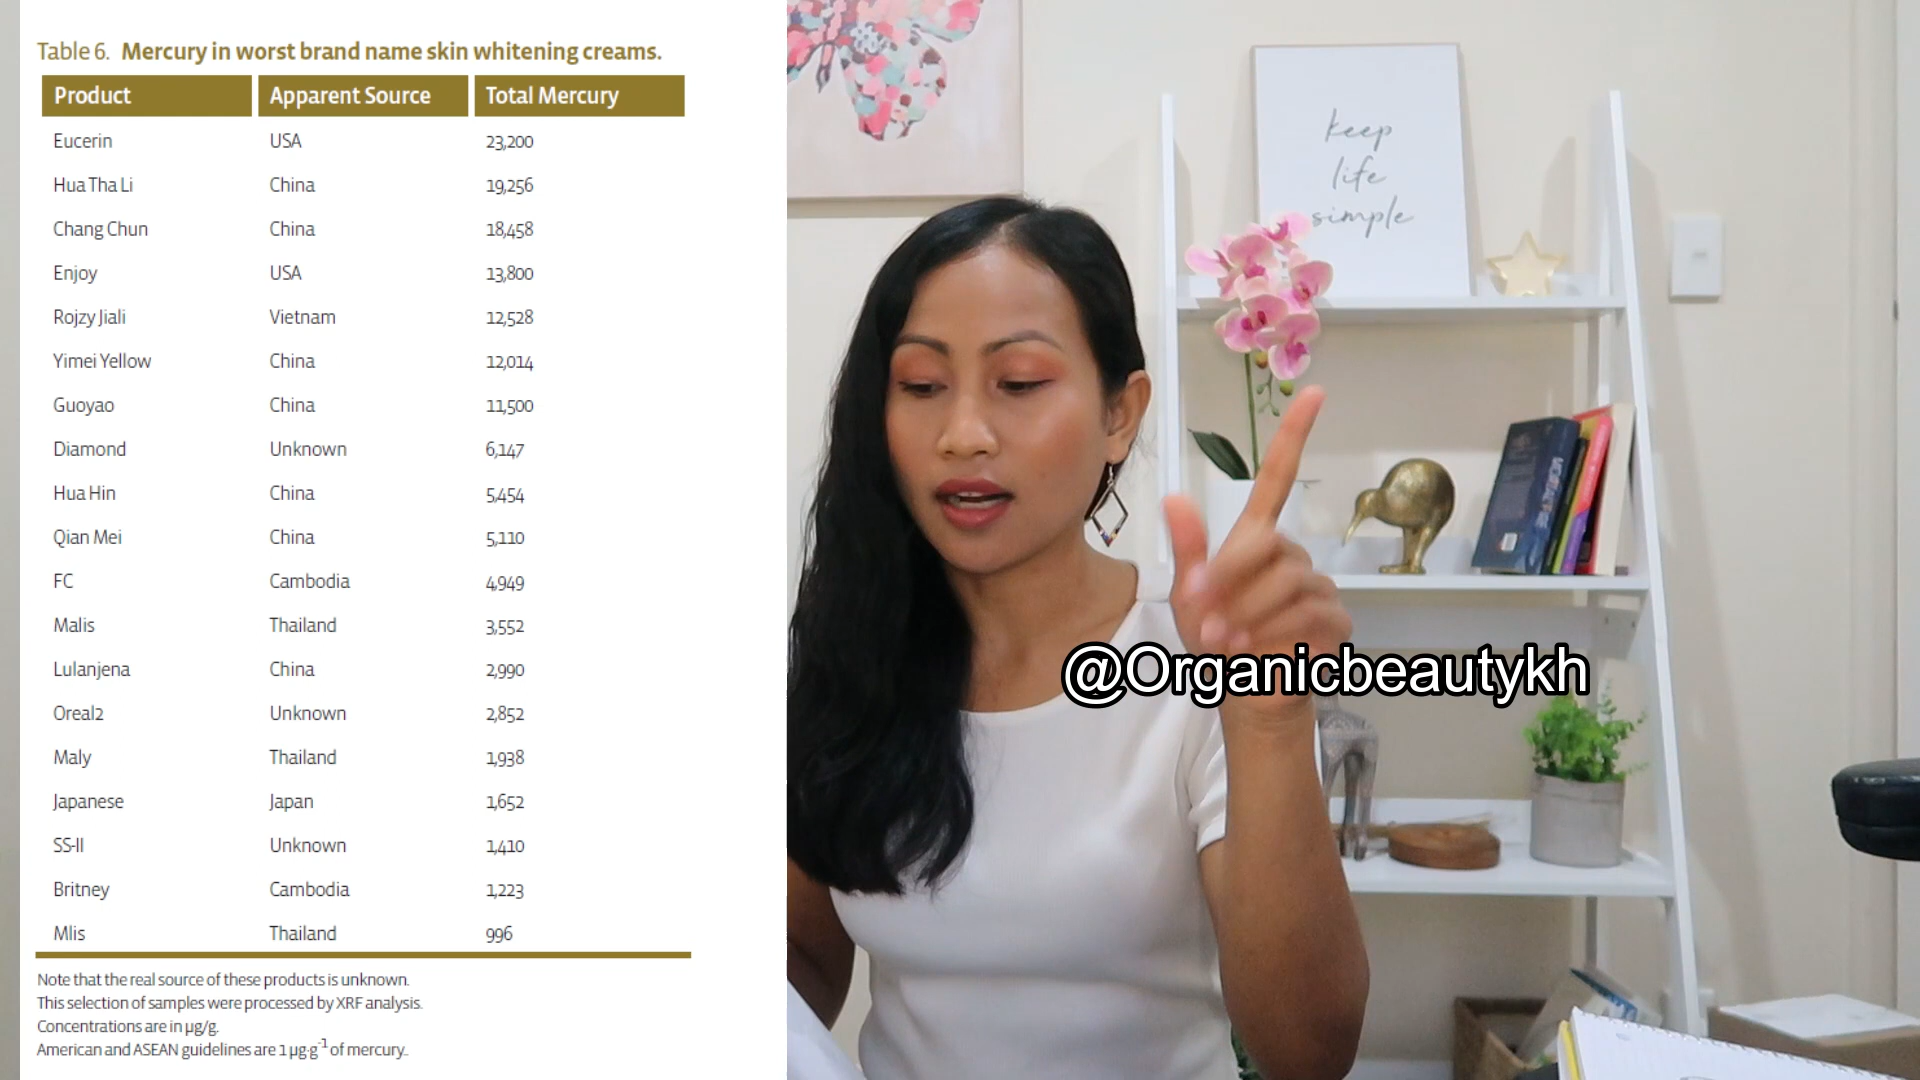 Table 6. Mercury in worst brand name skin whitening creams.
Product Apparent Source Total Mercury
Eucerin USA 23,200
Hua Tha Li China 19,256
Chang Chun China 18,458
Enjoy USA 13,800
Rojzy Jiali Vietnam 12,528
Yimei Yellow China 12,014
Guoyao China 11,500
Diamond Unknown 6,147
Hua Hin China 5,454
Qian Mei China 5,110
FC Cambodia 4,949
Malis Thailand 3,552
Lulanjena China 2,990
Oreal2 Unknown 2,852
Maly Thailand 1,938
Japanese Japan 1,652
SS-II Unknown 1,410
Britney Cambodia 1,223
Mlis Thailand 996
Note that the real source of these products is unknown.
This selection of samples were processed by XRF analysis.
Concentrations are in µg/g.
American and ASEAN guidelines are 1 µg·g⁻¹ of mercury..
keep
life
simple
@Organicbeautykh